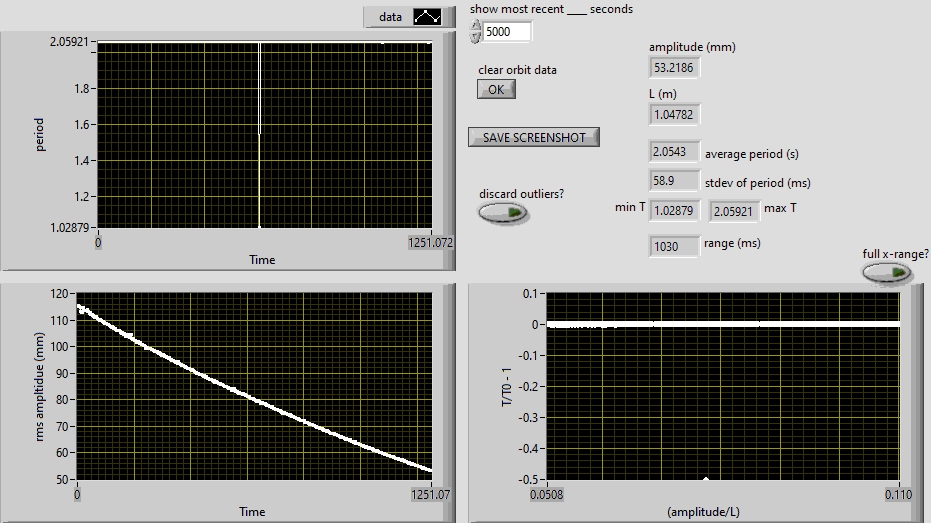 data
2.05921
1.8
1.6
1.4
1.2
1.02879
period
0
1251.072
Time
show most recent ___ seconds
5000
clear orbit data
OK
SAVE SCREENSHOT
discard outliers?
amplitude (mm)
53.2186
L (m)
1.04782
2.0543 average period (s)
58.9 stdev of period (ms)
min T 1.02879 2.05921 max T
1030 range (ms)
full x-range?
120
110
100
90
80
70
60
50
rms ampltidue (mm)
0
1251.07
Time
0.1
0
-0.1
-0.2
-0.3
-0.4
-0.5
T/T0 - 1
0.0508
0.110
(amplitude/L)